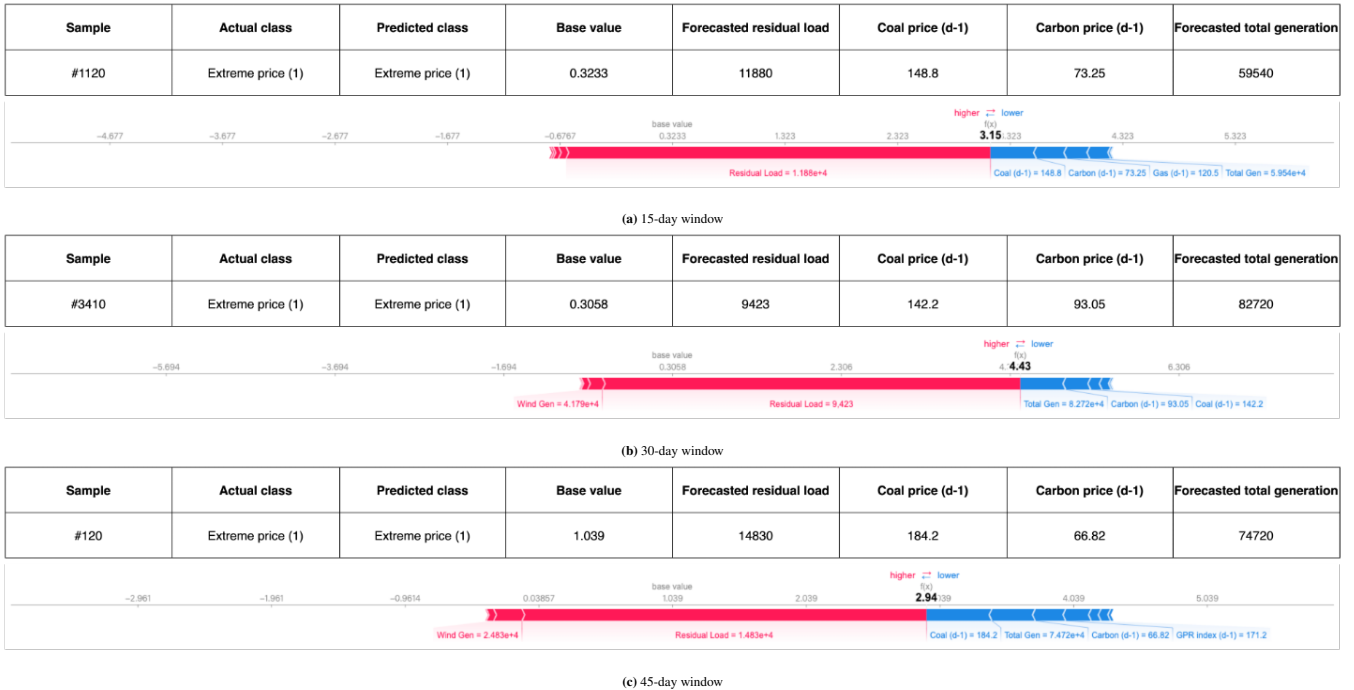 Sample Actual class Predicted class Base value Forecasted residual load Coal price (d-1) Carbon price (d-1) Forecasted total generation
#1120 Extreme price (1) Extreme price (1) 0.3233 11880 148.8 73.25 59540
higher ⇄ lower
base value f(x)
−4.677 −3.677 −2.677 −1.677 −0.6767 0.3233 1.323 2.323 3.15 .323 4.323 5.323
Residual Load = 1.188e+4 Coal (d-1) = 148.8 Carbon (d-1) = 73.25 Gas (d-1) = 120.5 Total Gen = 5.954e+4
(a) 15-day window
Sample Actual class Predicted class Base value Forecasted residual load Coal price (d-1) Carbon price (d-1) Forecasted total generation
#3410 Extreme price (1) Extreme price (1) 0.3058 9423 142.2 93.05 82720
higher ⇄ lower
base value f(x)
−5.694 −3.694 −1.694 0.3058 2.306 4. 4.43 6.306
Wind Gen = 4.179e+4 Residual Load = 9,423 Total Gen = 8.272e+4 Carbon (d-1) = 93.05 Coal (d-1) = 142.2
(b) 30-day window
Sample Actual class Predicted class Base value Forecasted residual load Coal price (d-1) Carbon price (d-1) Forecasted total generation
#120 Extreme price (1) Extreme price (1) 1.039 14830 184.2 66.82 74720
higher ⇄ lower
base value f(x)
−2.961 −1.961 −0.9614 0.03857 1.039 2.039 2.94 039 4.039 5.039
Wind Gen = 2.483e+4 Residual Load = 1.483e+4 Coal (d-1) = 184.2 Total Gen = 7.472e+4 Carbon (d-1) = 66.82 GPR index (d-1) = 171.2
(c) 45-day window